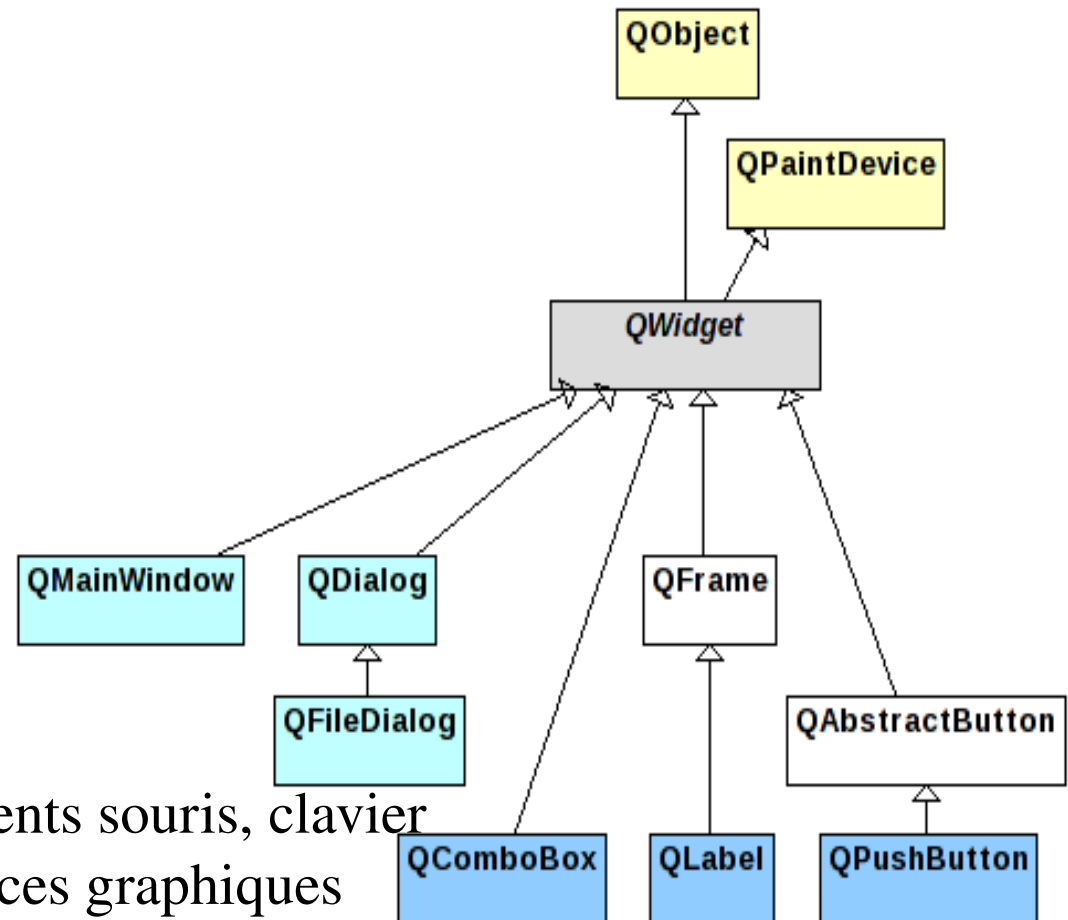 QObject
QPaintDevice
QWidget
QMainWindow
QDialog
QFrame
QFileDialog
QAbstractButton
ents souris, clavier
QComboBox
QLabel
QPushButton
ces graphiques